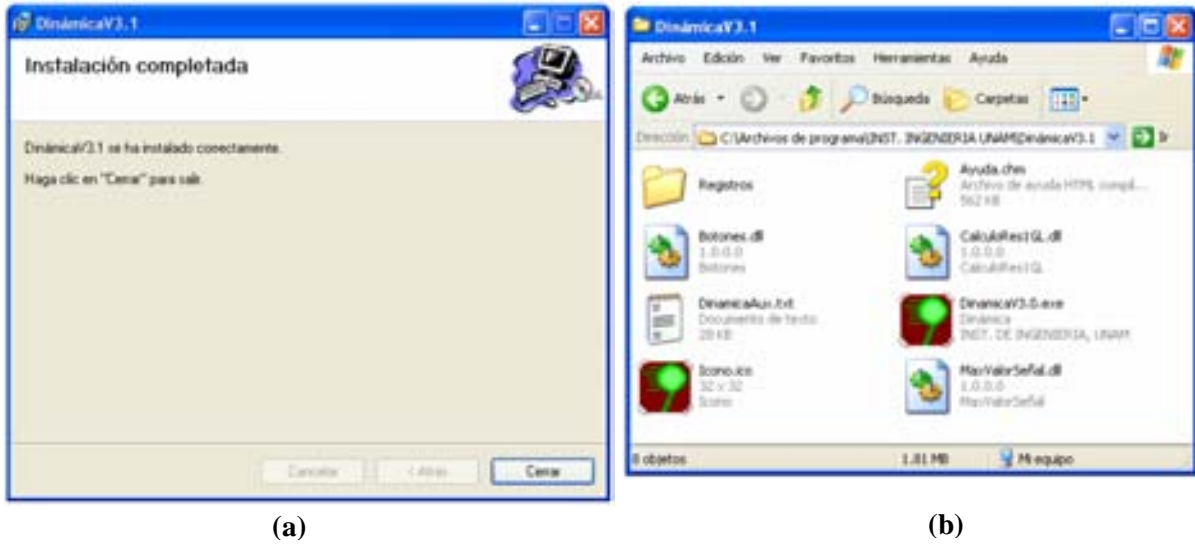 DinámicaV3.1
Instalación completada
DinámicaV3.1 se ha instalado correctamente.
Haga clic en "Cerrar" para salir.
Cancelar
< Atrás
Cerrar
(a)
DinámicaV3.1
Archivo Edición Ver Favoritos Herramientas Ayuda
Atrás Búsqueda Carpetas
Dirección C:\Archivos de programa\INST. INGENIERIA UNAM\DinámicaV3.1 Ir
Registros
Ayuda.chm
Archivo de ayuda HTML compil...
562 KB
Botones.dll
1.0.0.0
Botones
CalculoRes1GL.dll
1.0.0.0
CalculoRes1GL
DinamicaAux.txt
Documento de texto
28 KB
DinamicaV3.0.exe
Dinámica
INST. DE INGENIERIA, UNAM
Icono.ico
32 x 32
Icono
MaxValorSeñal.dll
1.0.0.0
MaxValorSeñal
8 objetos
1.81 MB
Mi equipo
(b)